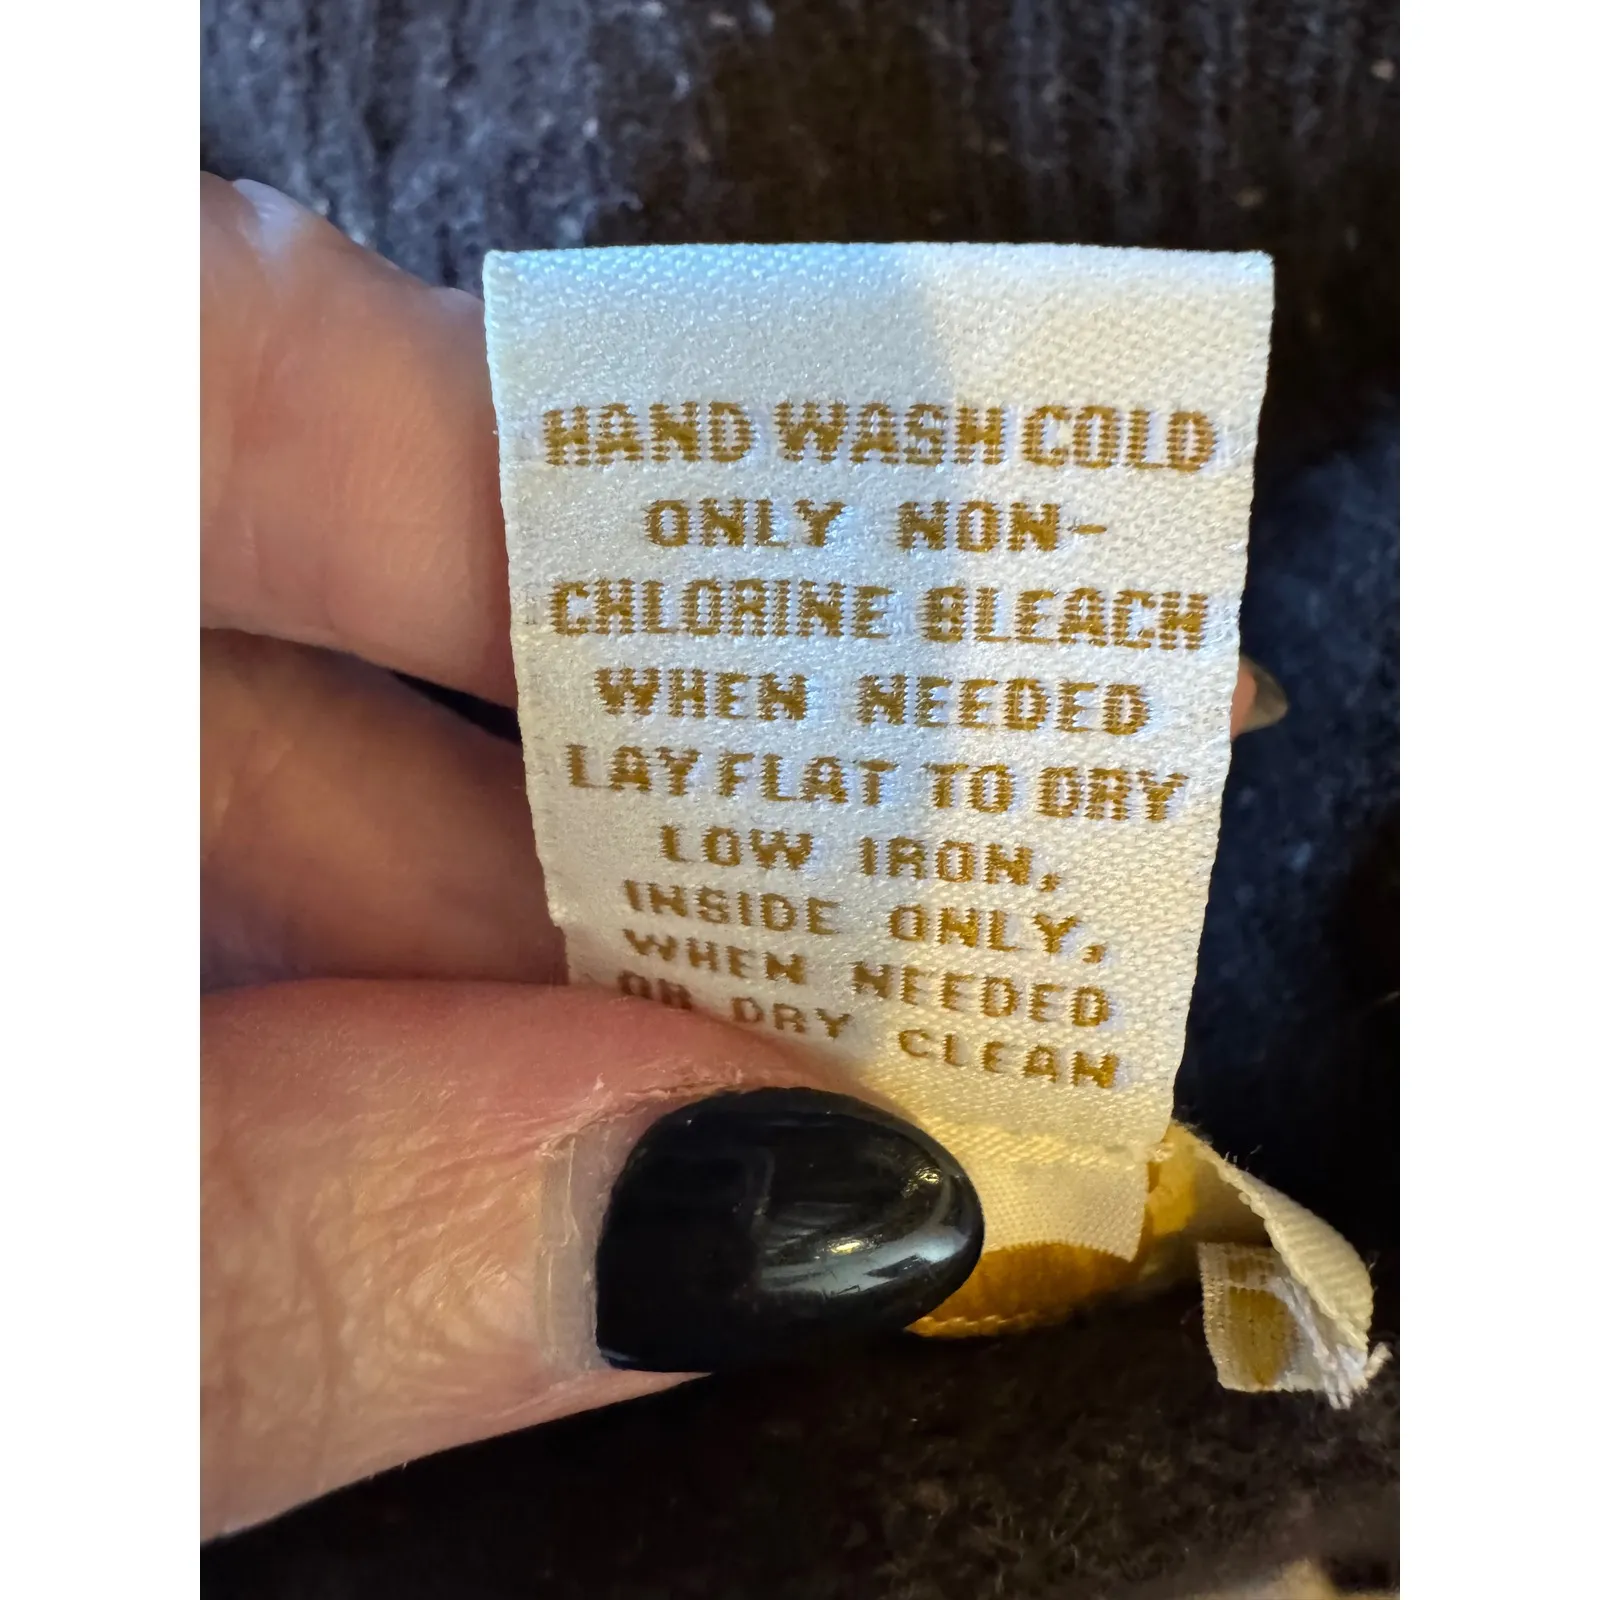 HAND WASH COLD
ONLY NON-
CHLORINE BLEACH
WHEN NEEDED
LAY FLAT TO DRY
LOW IRON,
INSIDE ONLY,
WHEN NEEDED
OR DRY CLEAN